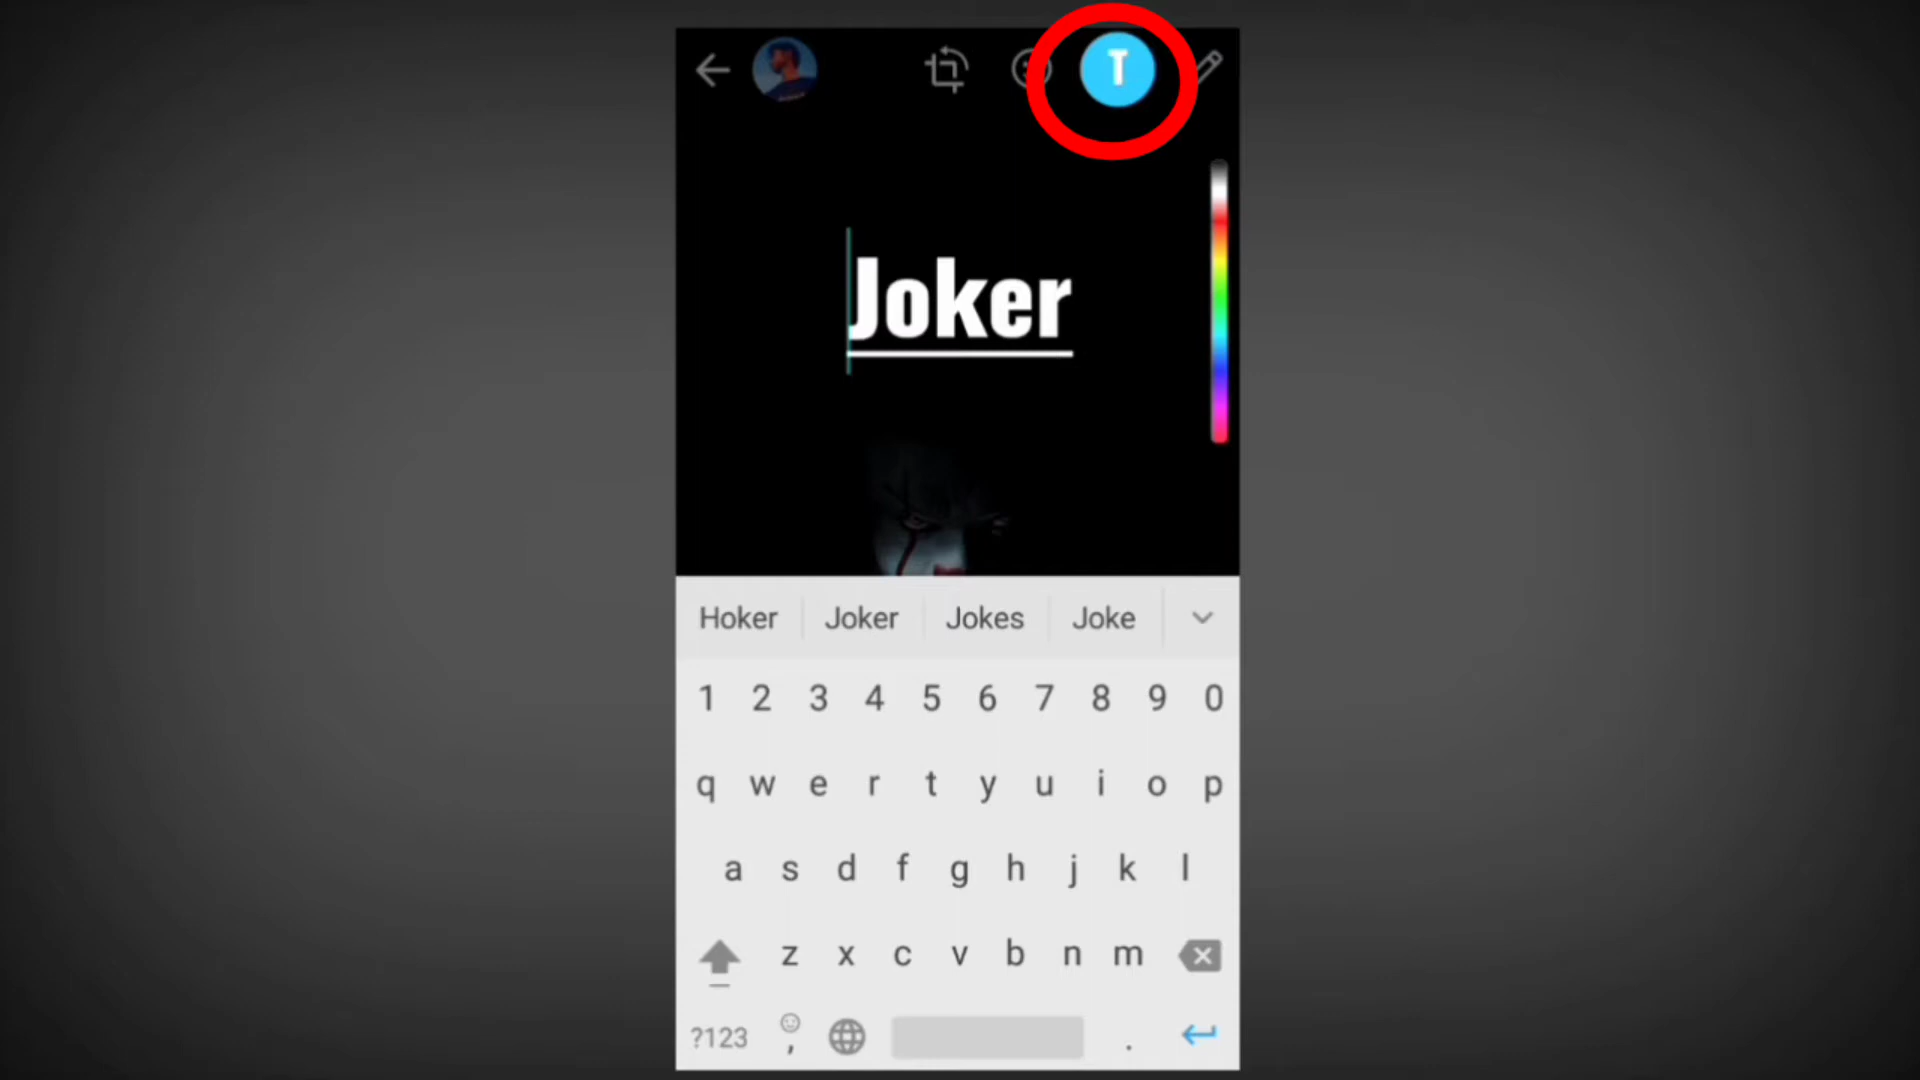 T
Joker
Hoker Joker Jokes Joke
1 2 3 4 5 6 7 8 9 0
q w e r t y u i o p
a s d f g h j k l
z x c v b n m
?123 , .